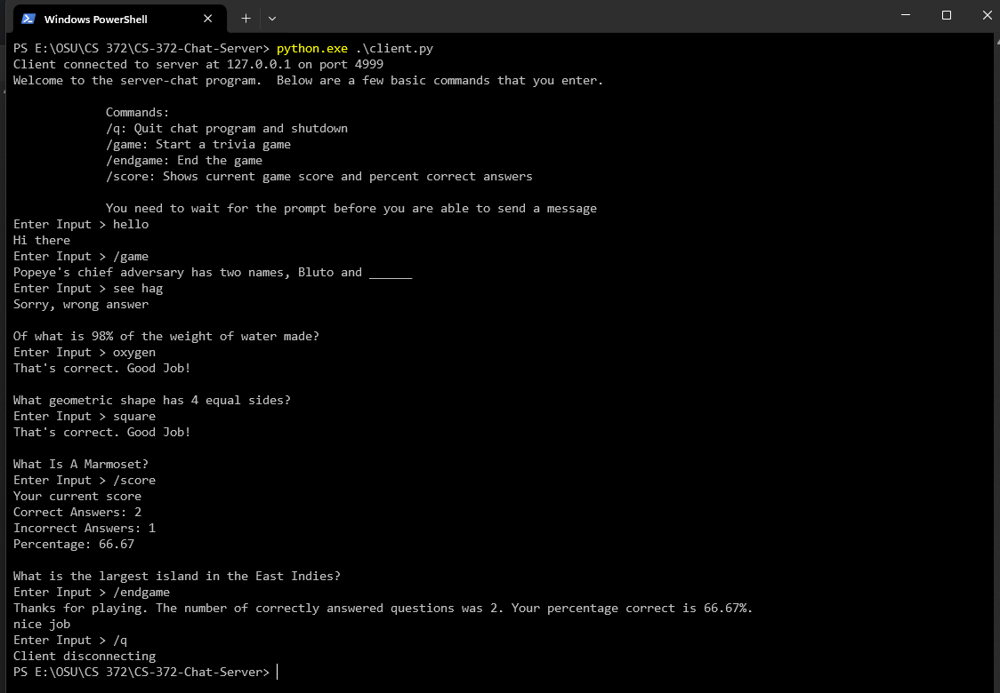 Windows PowerShell
PS E:\OSU\CS 372\CS-372-Chat-Server> python.exe .\client.py
Client connected to server at 127.0.0.1 on port 4999
Welcome to the server-chat program.  Below are a few basic commands that you enter.
Commands:
/q: Quit chat program and shutdown
/game: Start a trivia game
/endgame: End the game
/score: Shows current game score and percent correct answers
You need to wait for the prompt before you are able to send a message
Enter Input > hello
Hi there
Enter Input > /game
Popeye's chief adversary has two names, Bluto and ______
Enter Input > see hag
Sorry, wrong answer
Of what is 98% of the weight of water made?
Enter Input > oxygen
That's correct. Good Job!
What geometric shape has 4 equal sides?
Enter Input > square
That's correct. Good Job!
What Is A Marmoset?
Enter Input > /score
Your current score
Correct Answers: 2
Incorrect Answers: 1
Percentage: 66.67
What is the largest island in the East Indies?
Enter Input > /endgame
Thanks for playing. The number of correctly answered questions was 2. Your percentage correct is 66.67%.
nice job
Enter Input > /q
Client disconnecting
PS E:\OSU\CS 372\CS-372-Chat-Server>